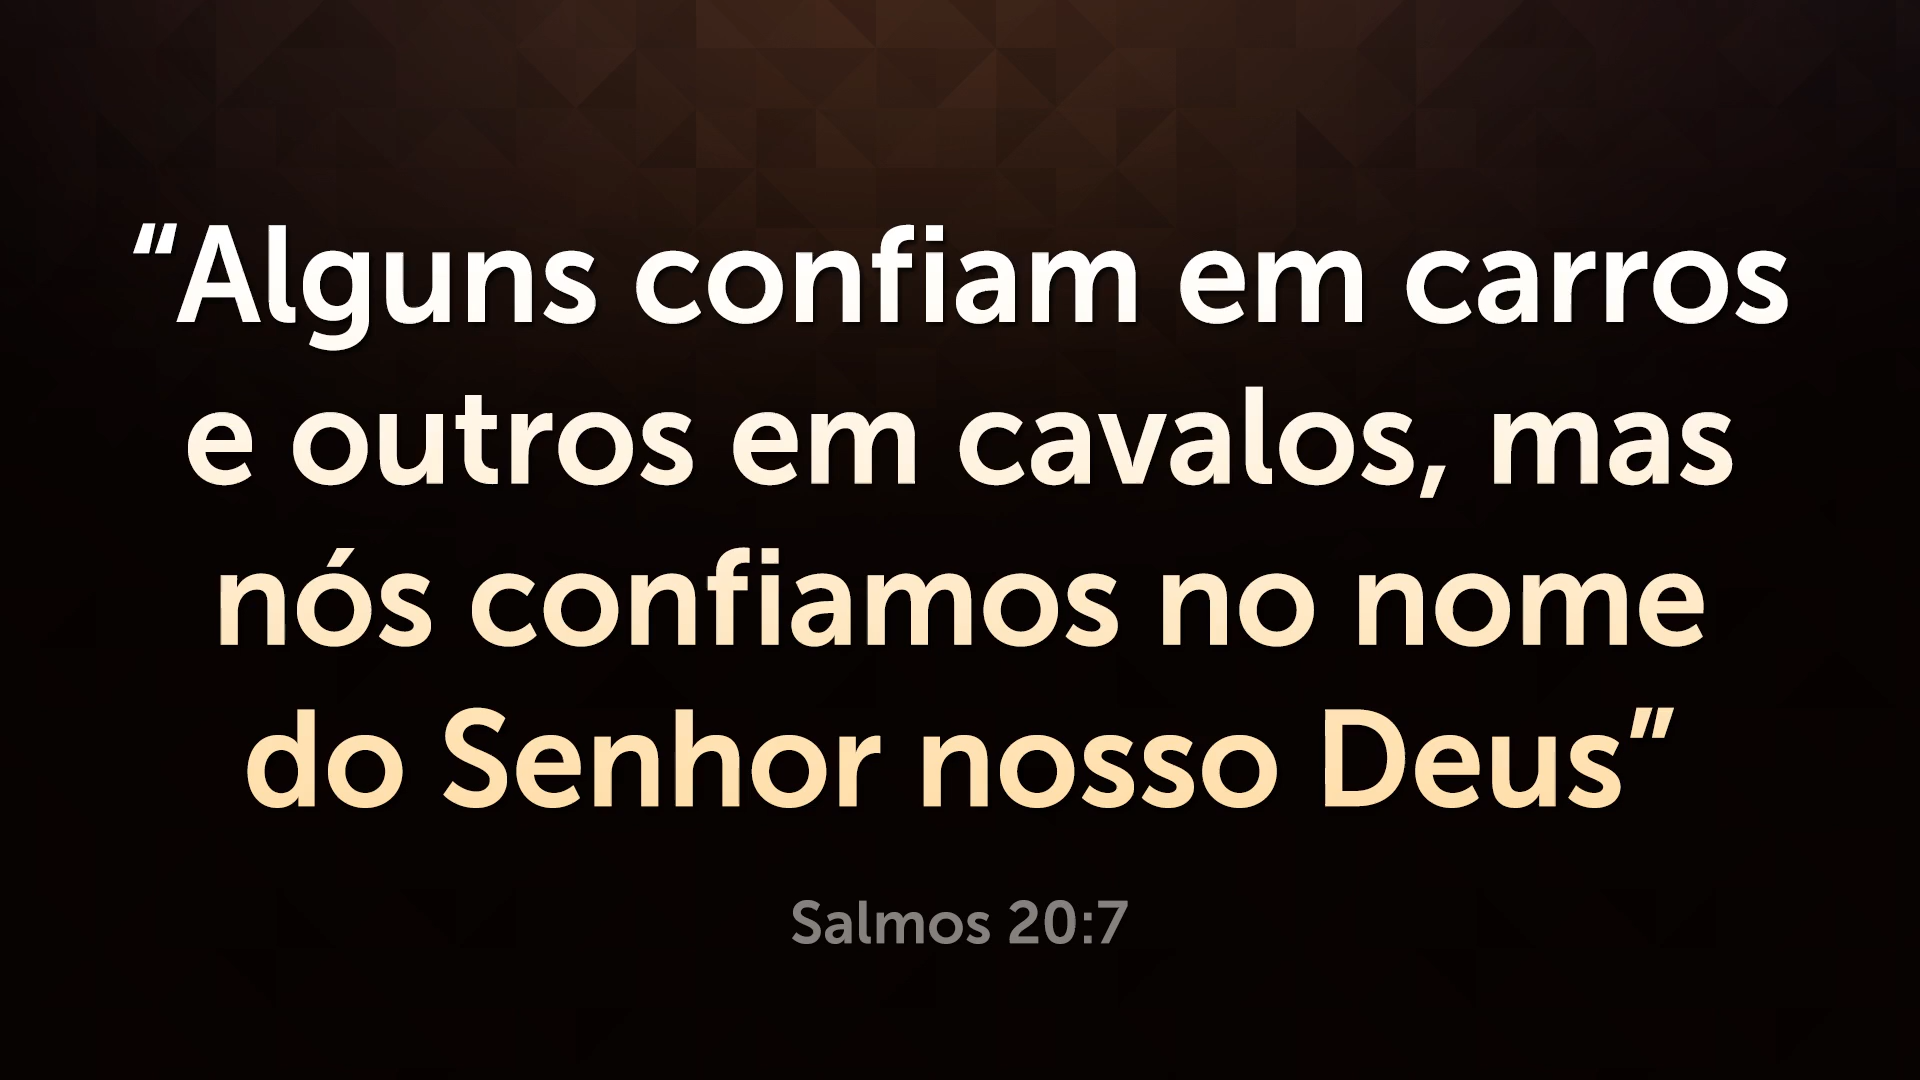 “Alguns confiam em carros
e outros em cavalos, mas
nós confiamos no nome
do Senhor nosso Deus”
Salmos 20:7